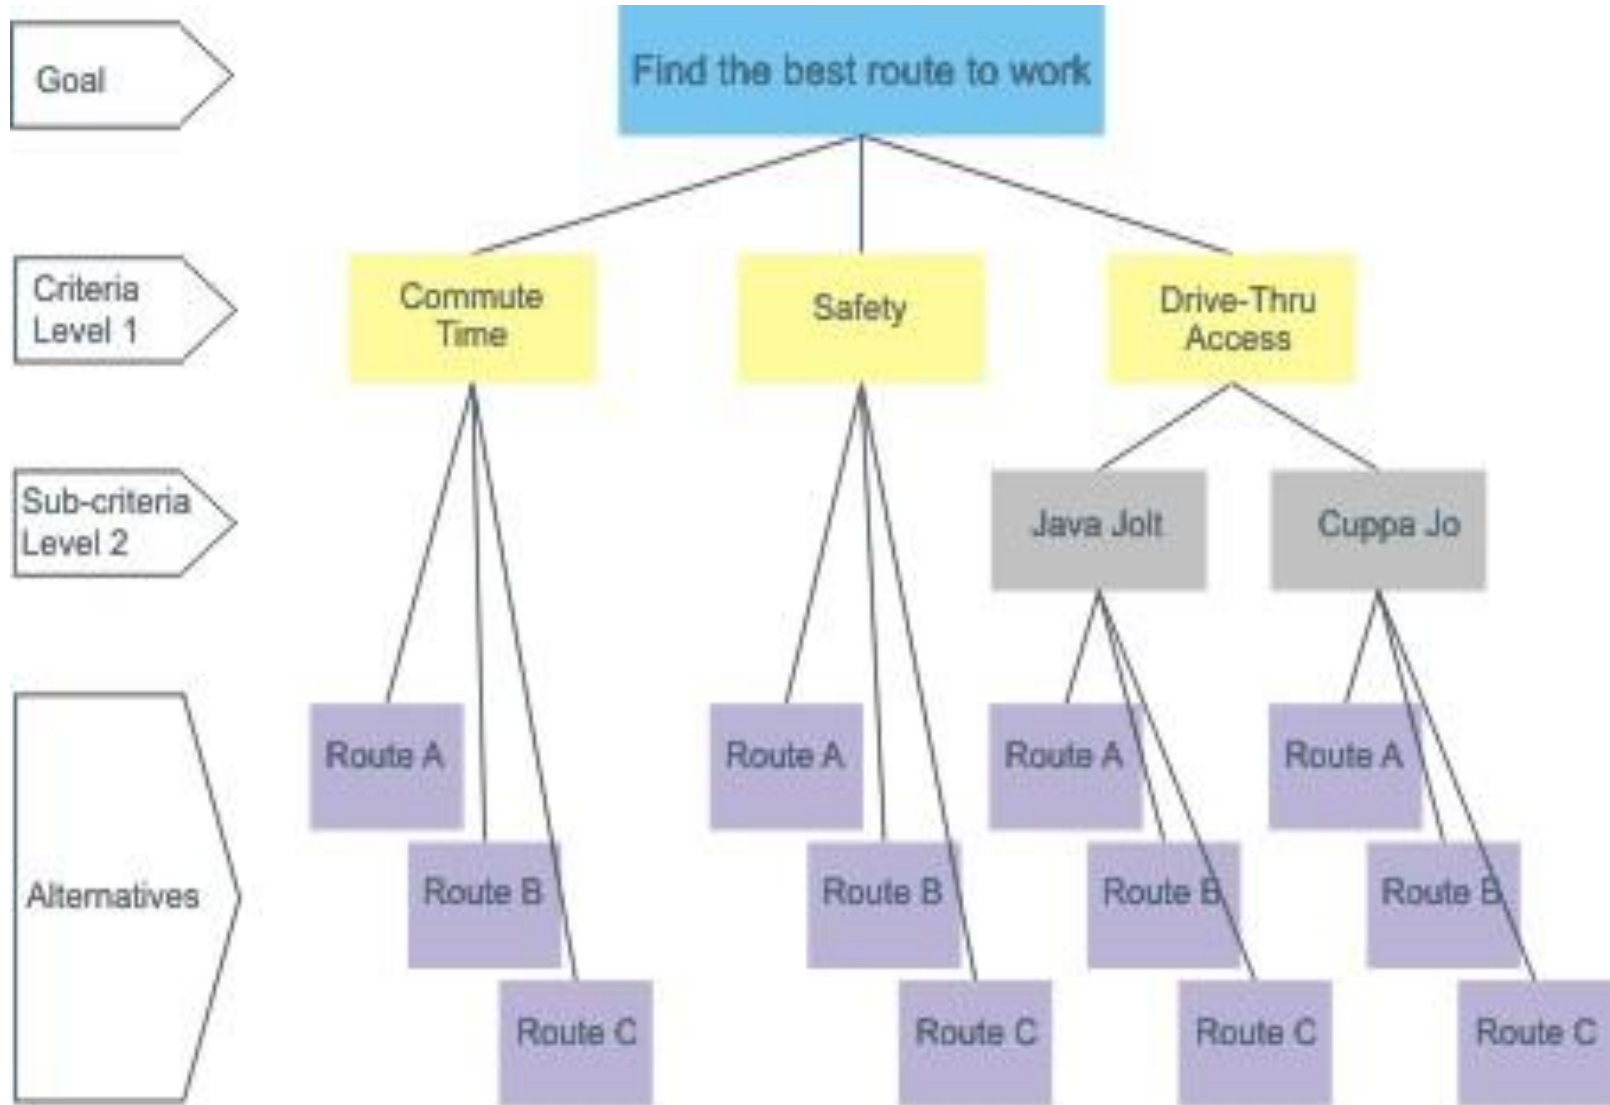 Goal
Find the best route to work
Criteria
Level 1
Commute
Time
Safety
Drive-Thru
Access
Sub-criteria
Level 2
Java Jolt
Cuppa Jo
Alternatives
Route A
Route A
Route A
Route A
Route B
Route B
Route B
Route B
Route C
Route C
Route C
Route C